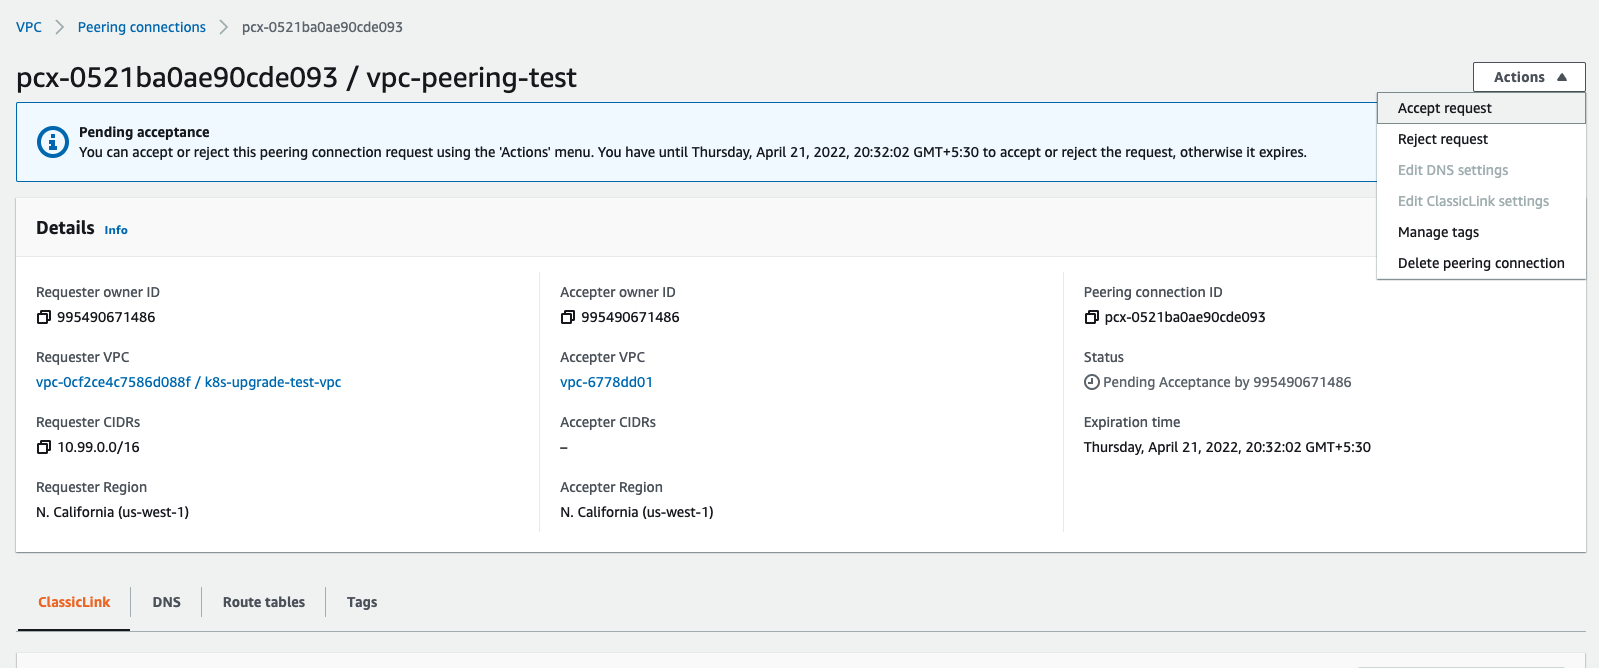 VPC > Peering connections > pcx-0521ba0ae90cde093
pcx-0521ba0ae90cde093 / vpc-peering-test
Actions
Accept request
Reject request
Edit DNS settings
Edit ClassicLink settings
Manage tags
Delete peering connection
Pending acceptance
You can accept or reject this peering connection request using the 'Actions' menu. You have until Thursday, April 21, 2022, 20:32:02 GMT+5:30 to accept or reject the request, otherwise it expires.
Details Info
Requester owner ID
995490671486
Requester VPC
vpc-0cf2ce4c7586d088f / k8s-upgrade-test-vpc
Requester CIDRs
10.99.0.0/16
Requester Region
N. California (us-west-1)
Accepter owner ID
995490671486
Accepter VPC
vpc-6778dd01
Accepter CIDRs
–
Accepter Region
N. California (us-west-1)
Peering connection ID
pcx-0521ba0ae90cde093
Status
Pending Acceptance by 995490671486
Expiration time
Thursday, April 21, 2022, 20:32:02 GMT+5:30
ClassicLink
DNS
Route tables
Tags